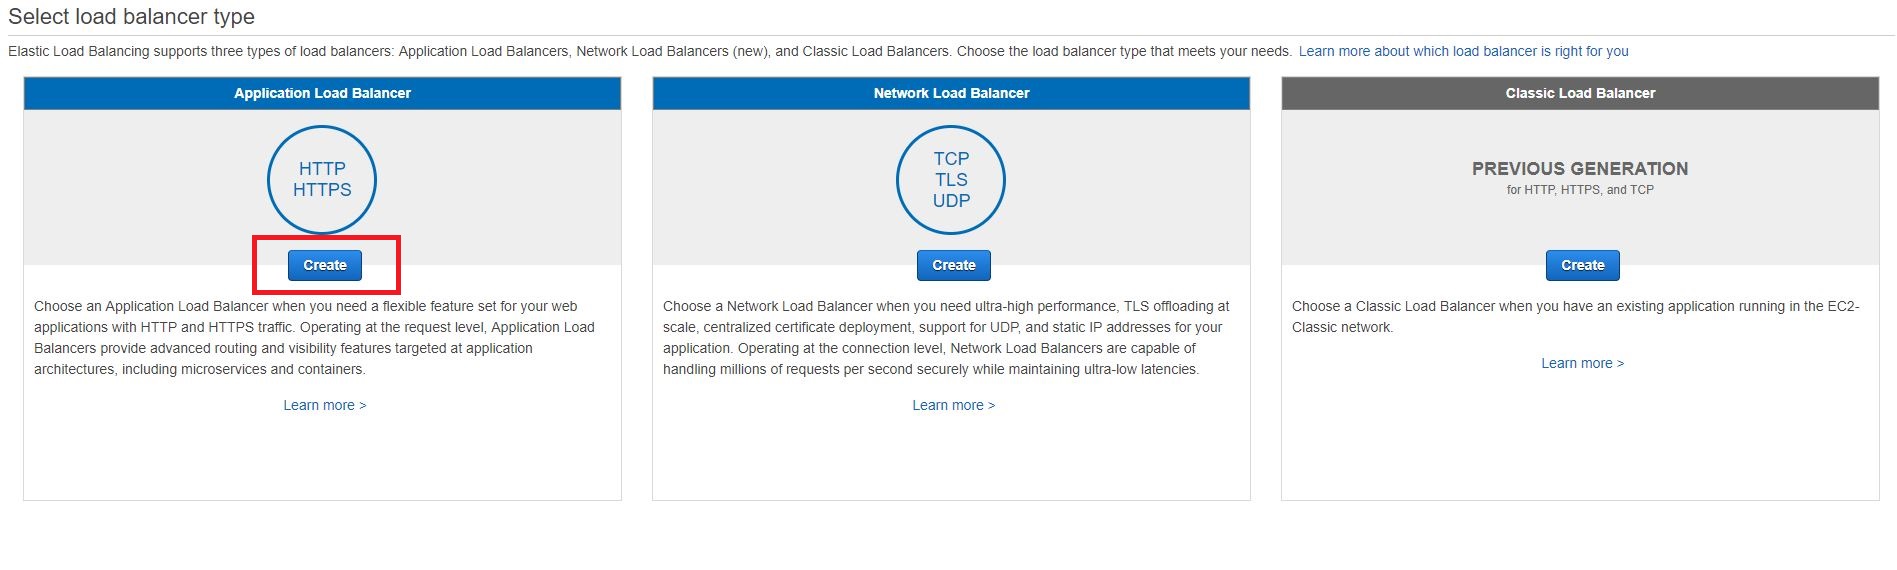 Select load balancer type
Elastic Load Balancing supports three types of load balancers: Application Load Balancers, Network Load Balancers (new), and Classic Load Balancers. Choose the load balancer type that meets your needs. Learn more about which load balancer is right for you
Application Load Balancer
HTTP
HTTPS
Create
Choose an Application Load Balancer when you need a flexible feature set for your web
applications with HTTP and HTTPS traffic. Operating at the request level, Application Load
Balancers provide advanced routing and visibility features targeted at application
architectures, including microservices and containers.
Learn more >
Network Load Balancer
TCP
TLS
UDP
Create
Choose a Network Load Balancer when you need ultra-high performance, TLS offloading at
scale, centralized certificate deployment, support for UDP, and static IP addresses for your
application. Operating at the connection level, Network Load Balancers are capable of
handling millions of requests per second securely while maintaining ultra-low latencies.
Learn more >
Classic Load Balancer
PREVIOUS GENERATION
for HTTP, HTTPS, and TCP
Create
Choose a Classic Load Balancer when you have an existing application running in the EC2-
Classic network.
Learn more >